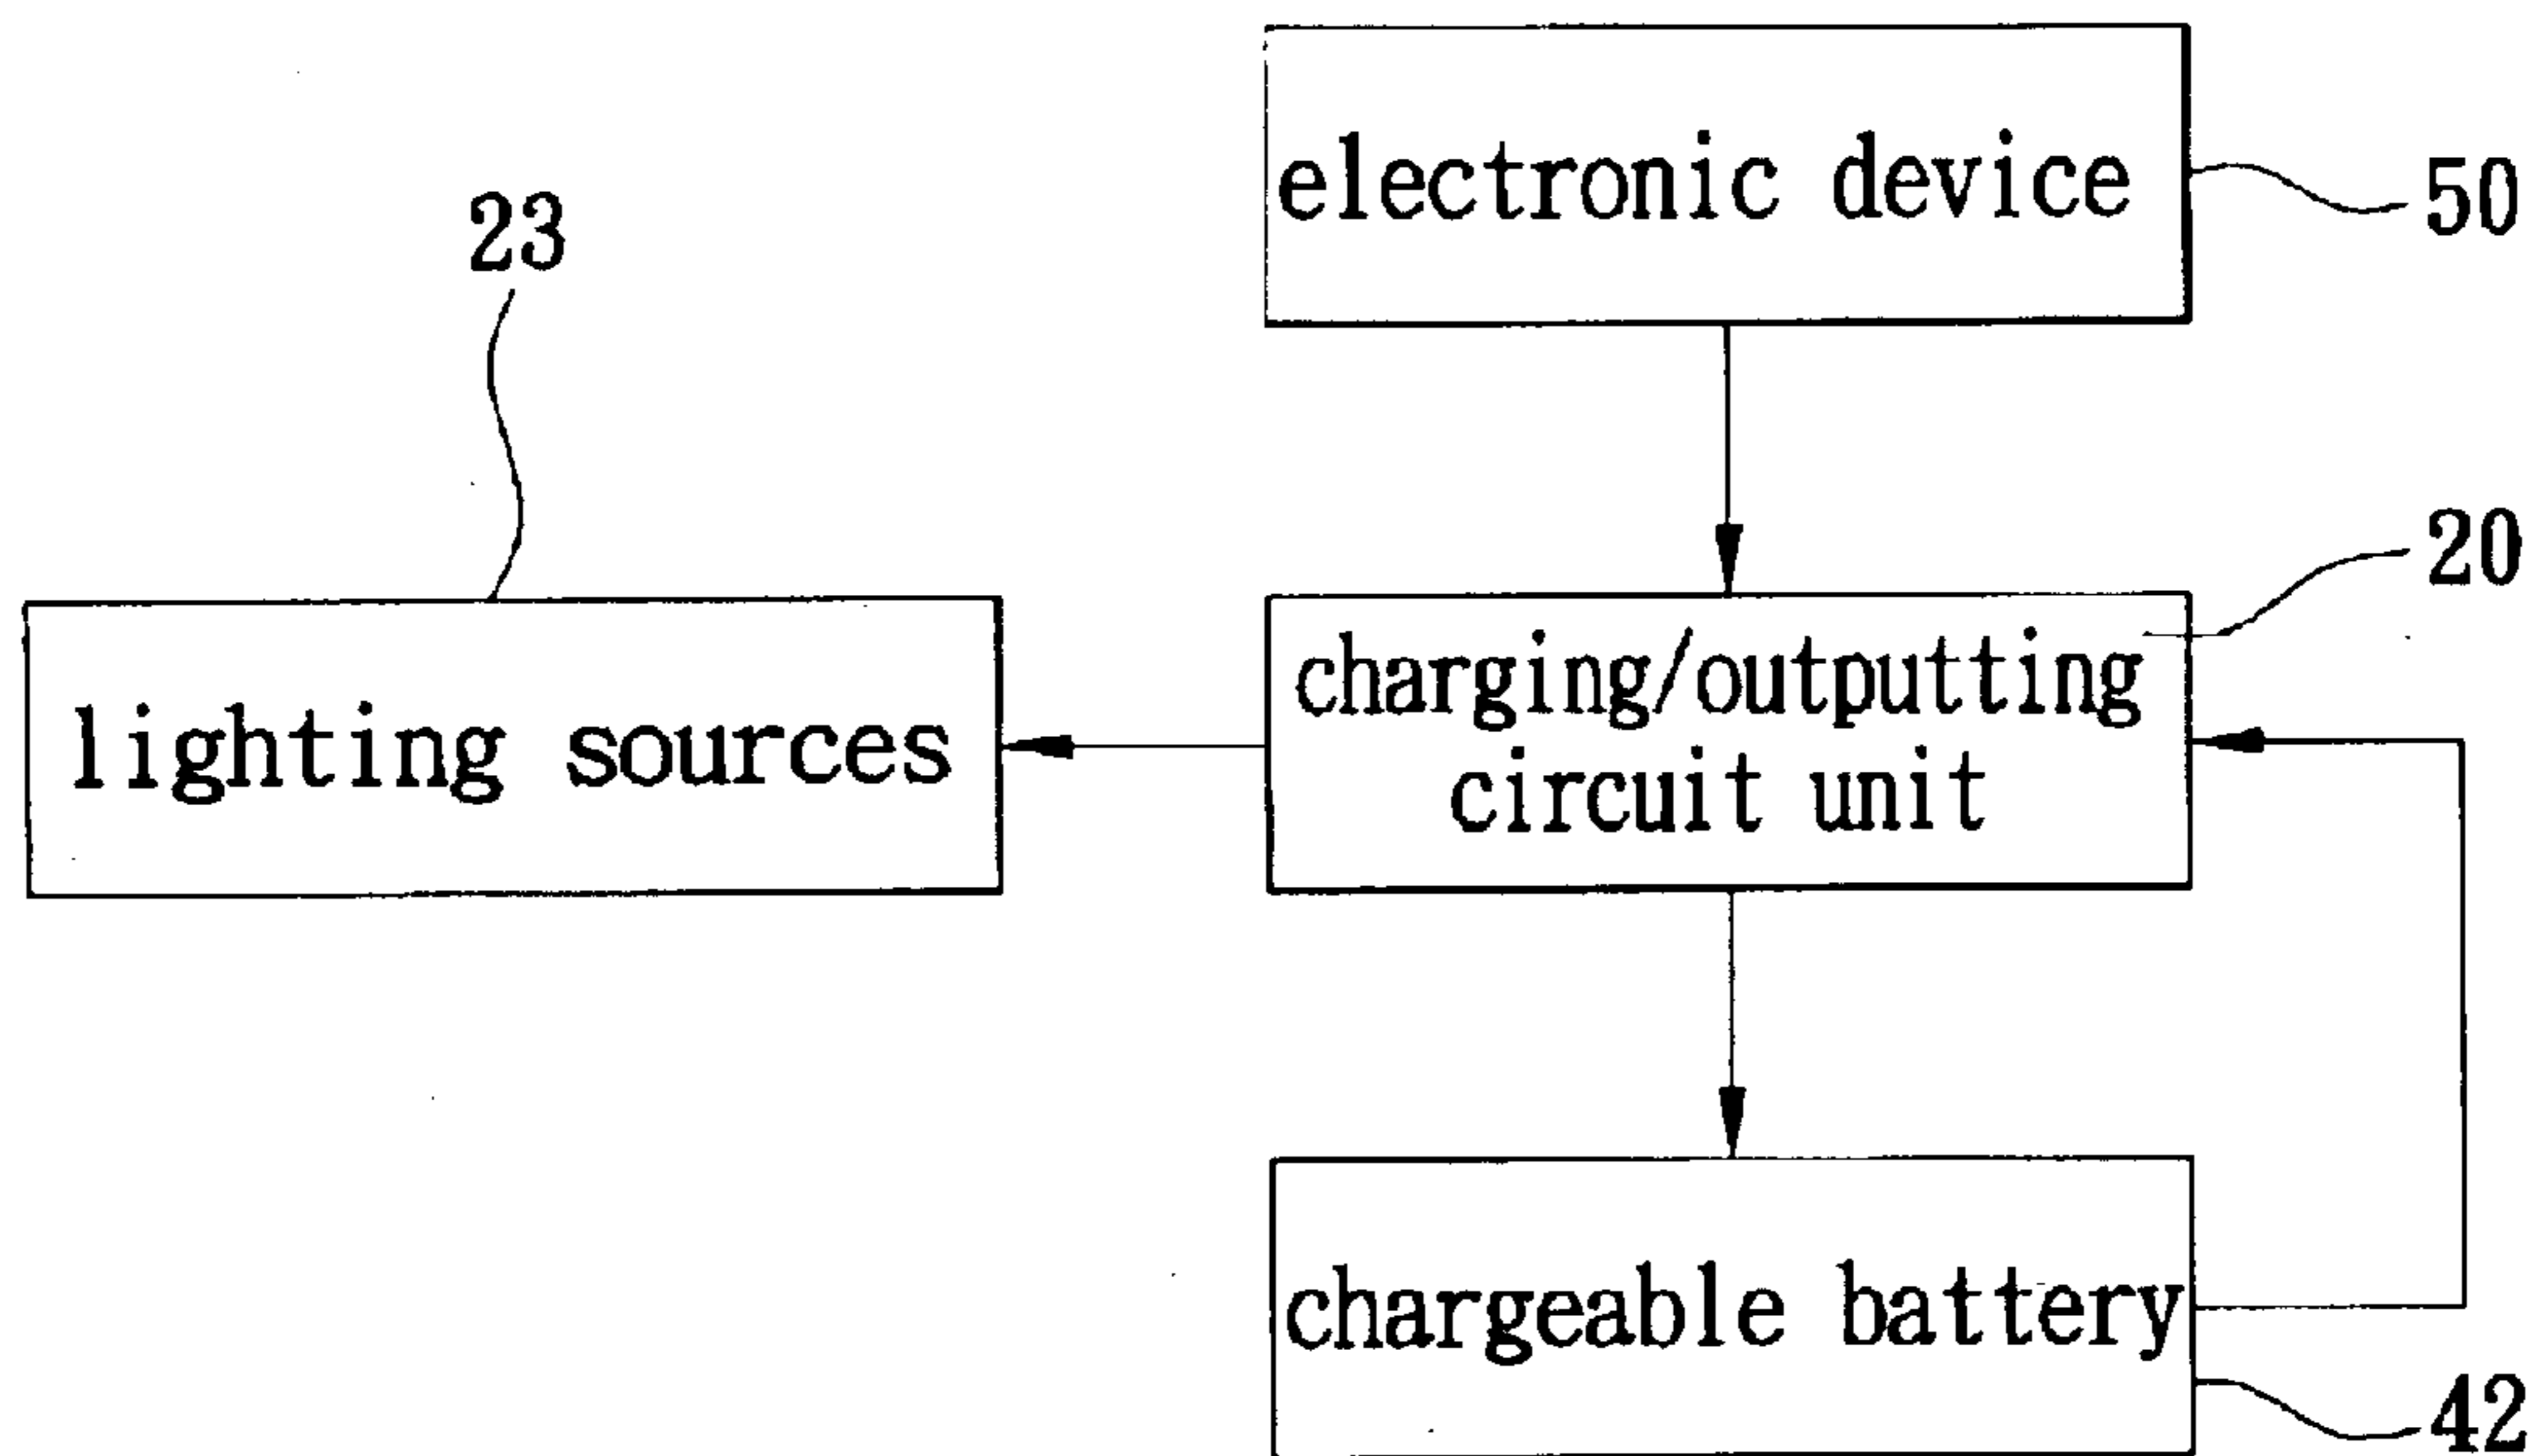 electronic device
50
23
20
lighting sources
charging/outputting
circuit unit
chargeable battery
42